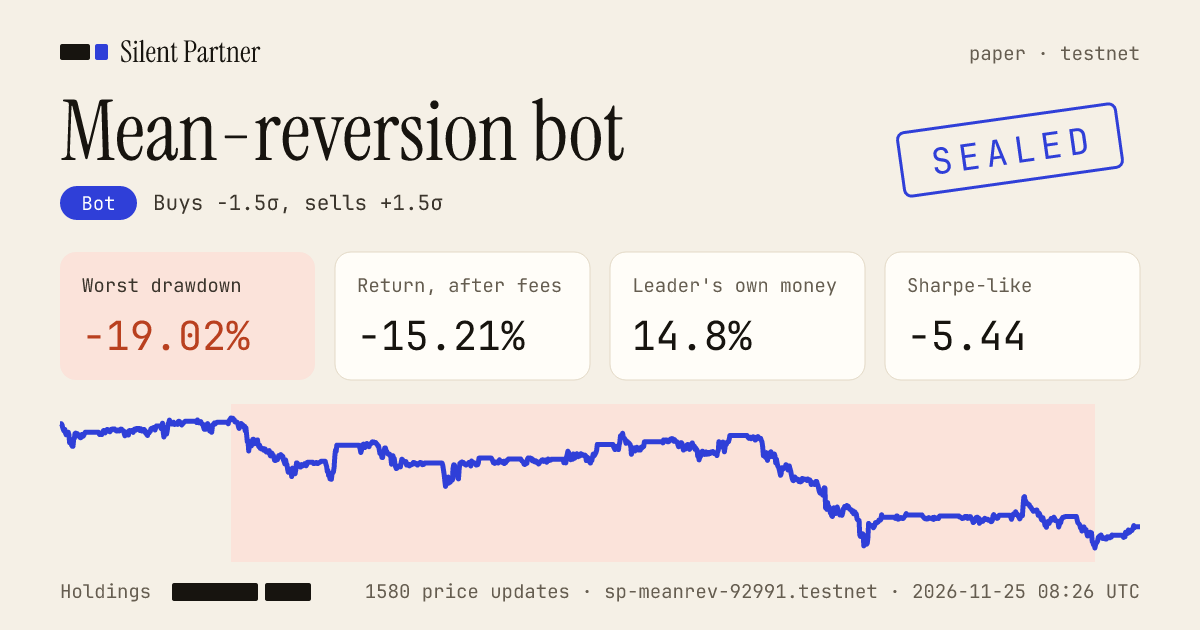 Silent Partner
paper · testnet
Mean-reversion bot
SEALED
Bot
Buys -1.5σ, sells +1.5σ
Worst drawdown
-19.02%
Return, after fees
-15.21%
Leader's own money
14.8%
Sharpe-like
-5.44
Holdings
1580 price updates · sp-meanrev-92991.testnet · 2026-11-25 08:26 UTC